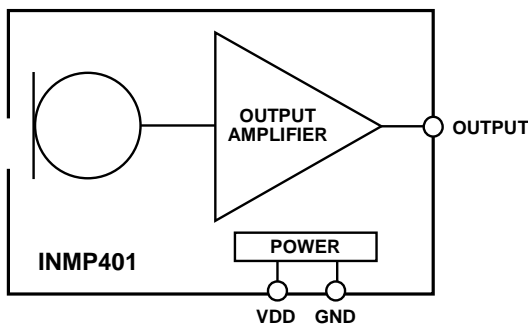 OUTPUT
AMPLIFIER
OUTPUT
POWER
INMP401
VDD GND